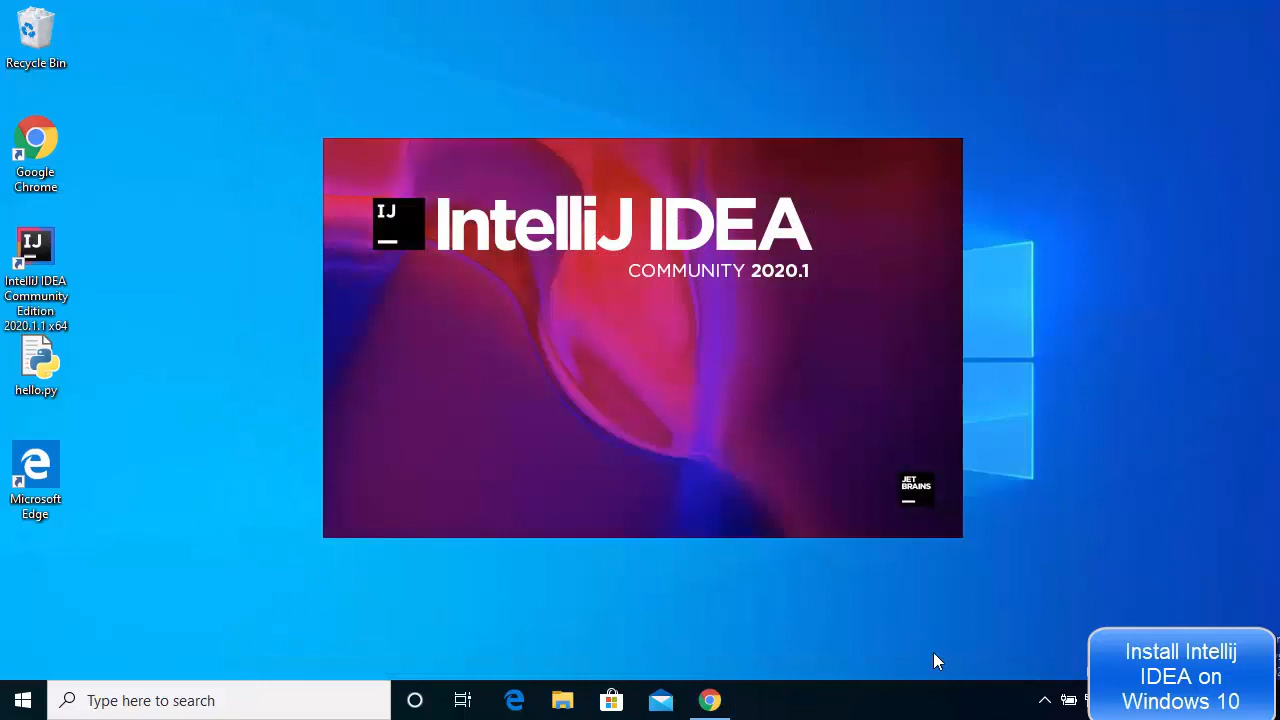 Recycle Bin
Google
Chrome
IJ
IntelliJ IDEA
Community
Edition
2020.1.1 x64
hello.py
Microsoft
Edge
IJ
IntelliJ IDEA
COMMUNITY 2020.1
JET
BRAINS
Type here to search
Install Intellij
IDEA on
Windows 10